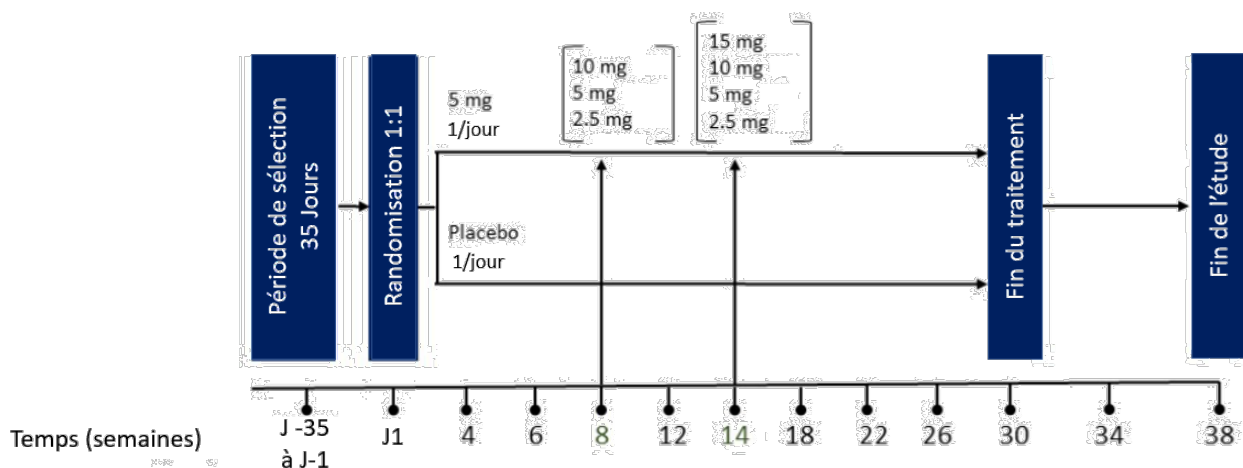 Période de sélection
35 Jours
Randomisation 1:1
5 mg
1/jour
10 mg
5 mg
2.5 mg
15 mg
10 mg
5 mg
2.5 mg
Placebo
1/jour
Fin du traitement
Fin de l'étude
Temps (semaines)
J -35
à J-1
J1
4
6
8
12
14
18
22
26
30
34
38